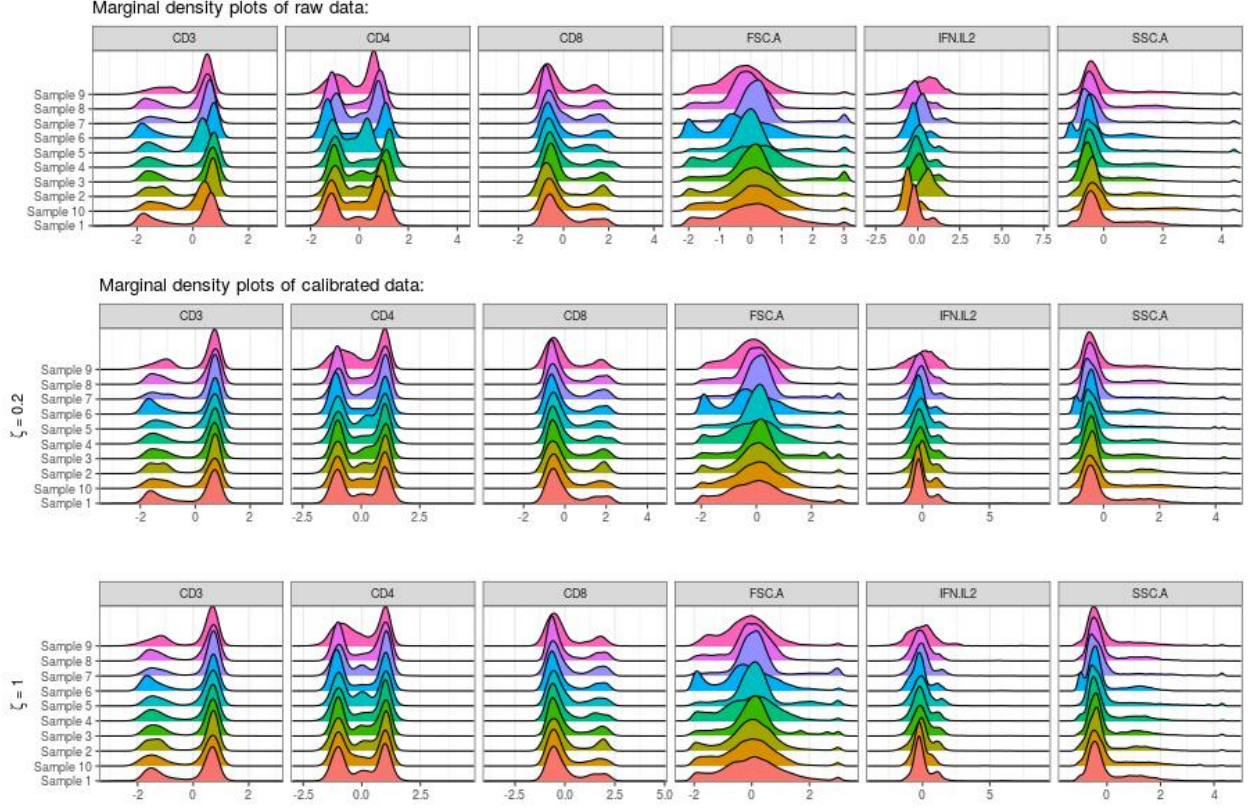 Marginal density plots of raw data:
CD3 CD4 CD8 FSC.A IFN.IL2 SSC.A
Sample 9
Sample 8
Sample 7
Sample 6
Sample 5
Sample 4
Sample 3
Sample 2
Sample 10
Sample 1
-2 0 2 -2 0 2 4 -2 0 2 4 -2 -1 0 1 2 3 -2.5 0.0 2.5 5.0 7.5 0 2 4
Marginal density plots of calibrated data:
CD3 CD4 CD8 FSC.A IFN.IL2 SSC.A
ζ = 0.2
Sample 9
Sample 8
Sample 7
Sample 6
Sample 5
Sample 4
Sample 3
Sample 2
Sample 10
Sample 1
-2 0 2 -2.5 0.0 2.5 -2 0 2 4 -2 0 2 0 5 0 2 4
CD3 CD4 CD8 FSC.A IFN.IL2 SSC.A
ζ = 1
Sample 9
Sample 8
Sample 7
Sample 6
Sample 5
Sample 4
Sample 3
Sample 2
Sample 10
Sample 1
-2 0 2 -2.5 0.0 2.5 -2.5 0.0 2.5 5.0 -2 0 2 0 5 0 2 4